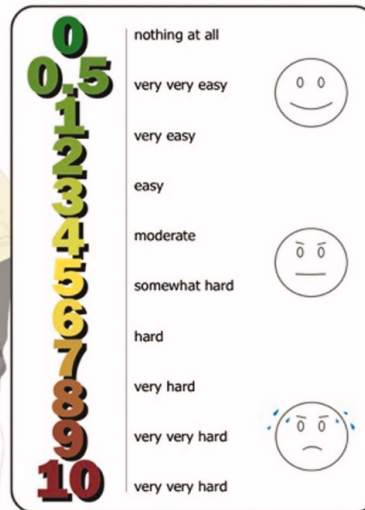 0
nothing at all
0.5
very very easy
1
very easy
2
3
easy
4
moderate
5
somewhat hard
6
hard
7
very hard
8
9
very very hard
10
very very hard